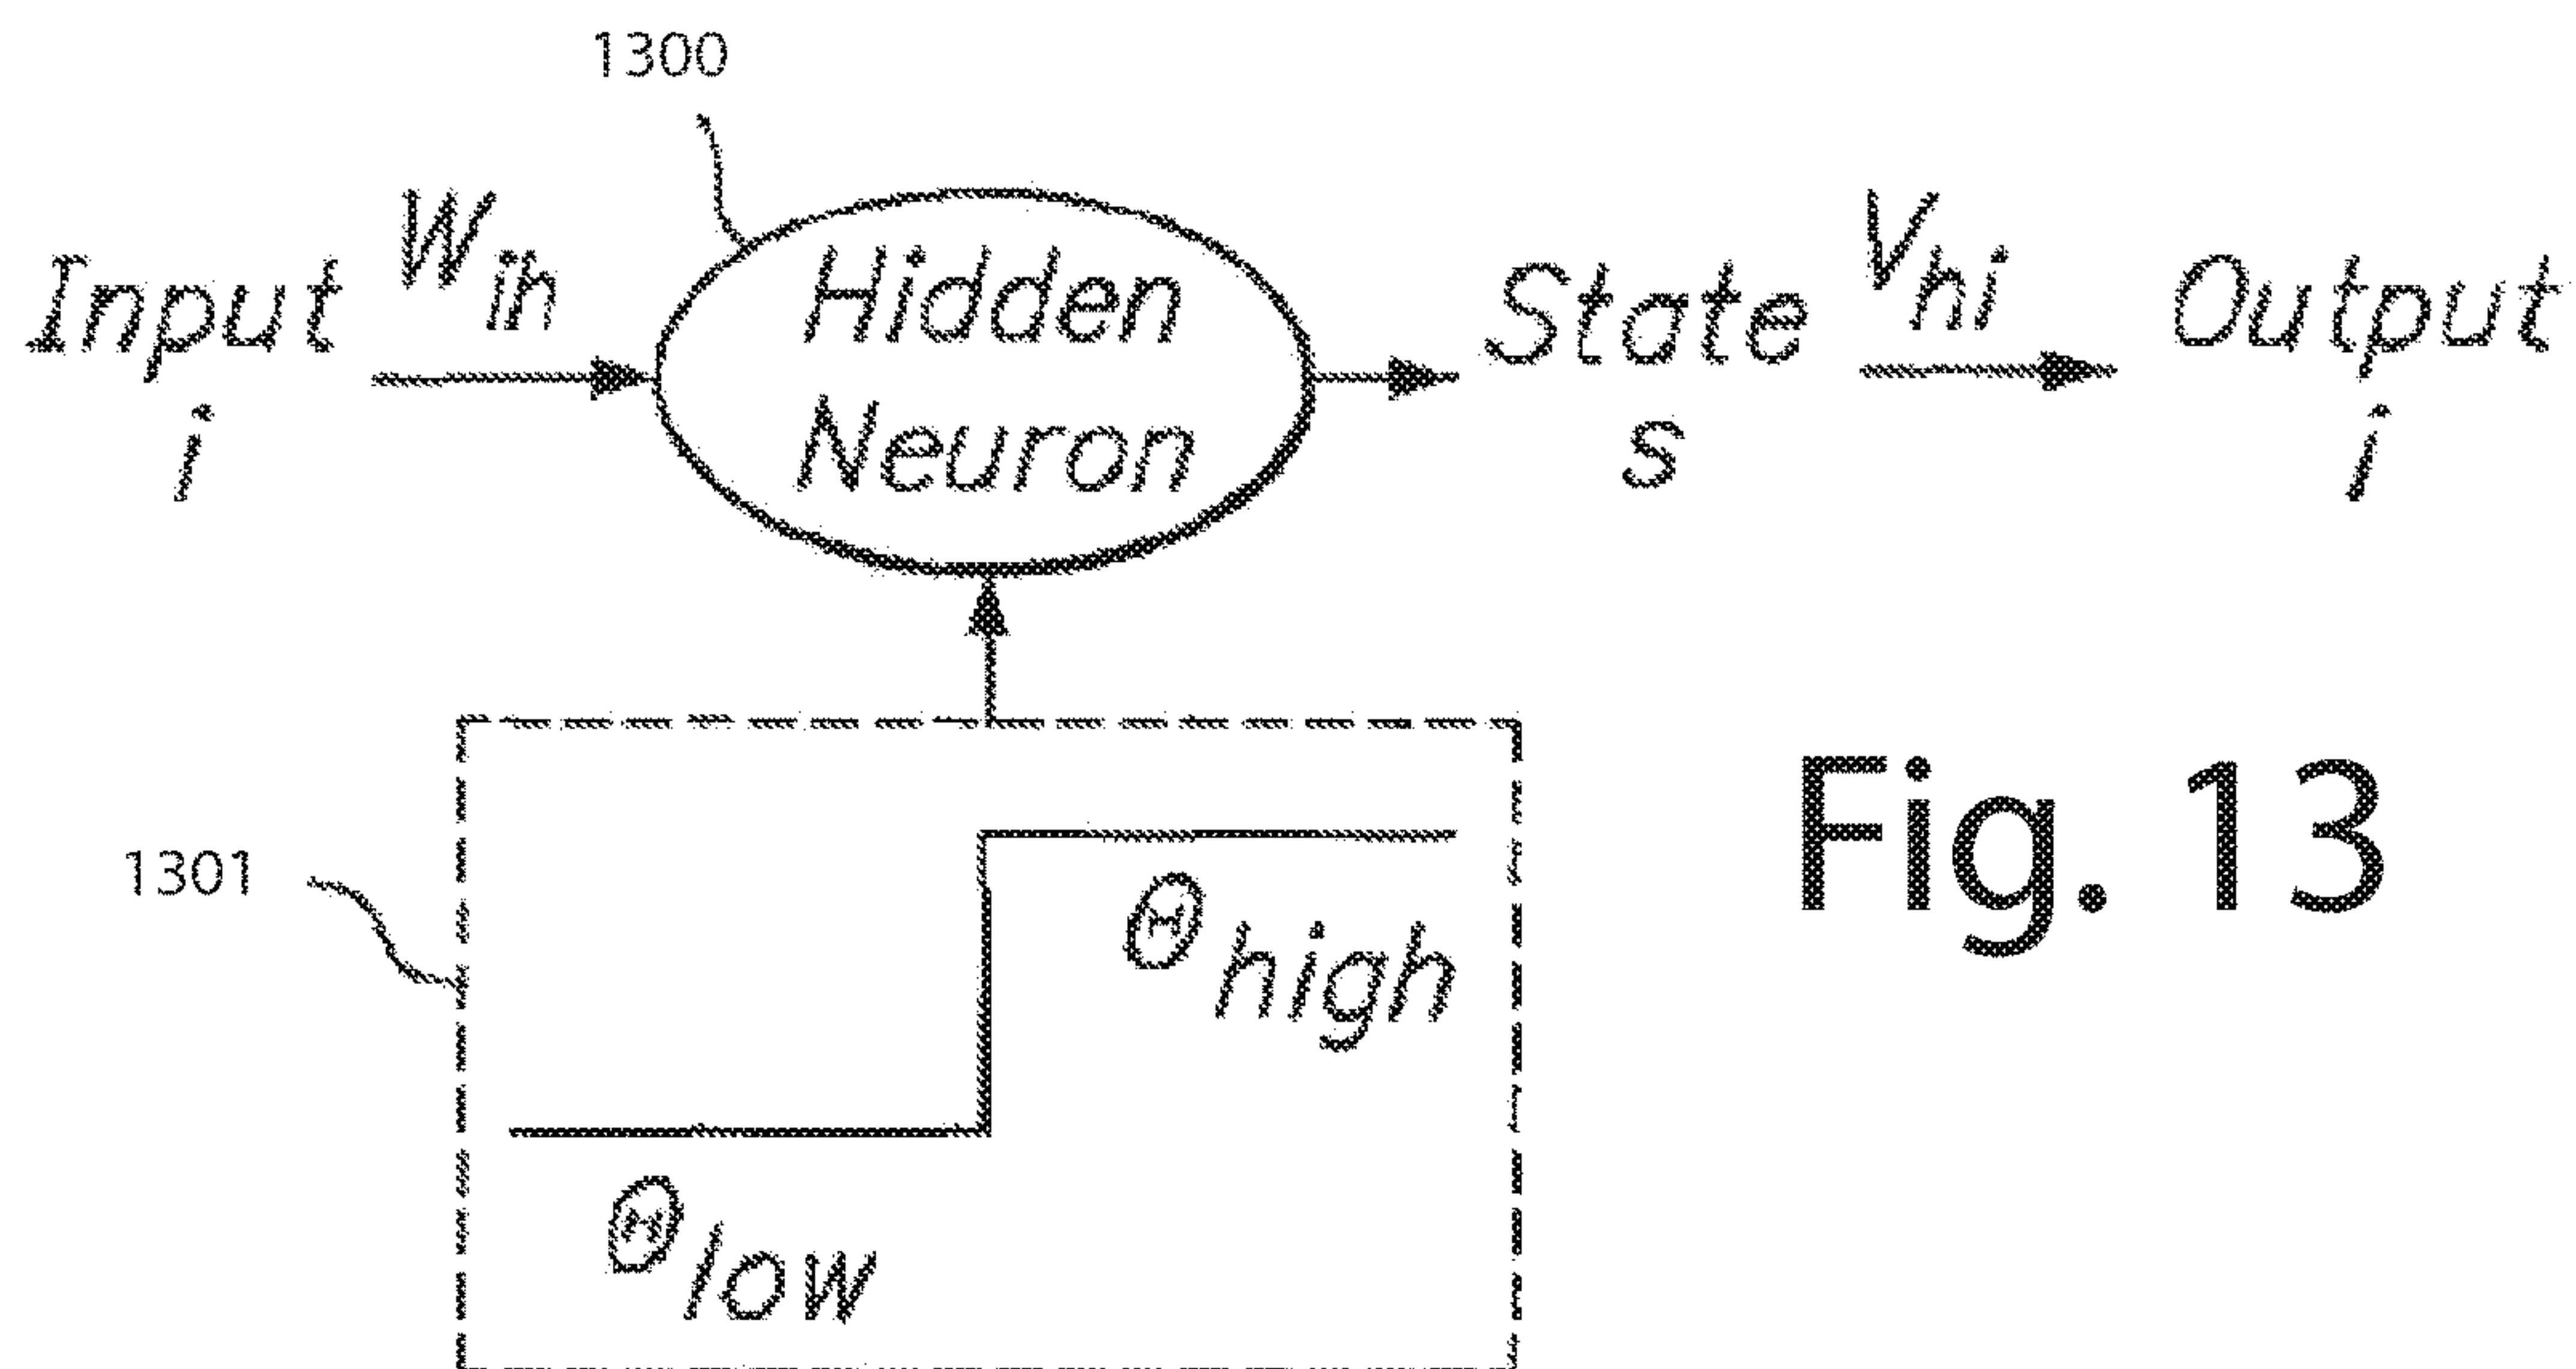 1300
Input i
W_ih
Hidden
Neuron
State s
V_hi
Output i
1301
Θ_high
Θ_low
Fig. 13